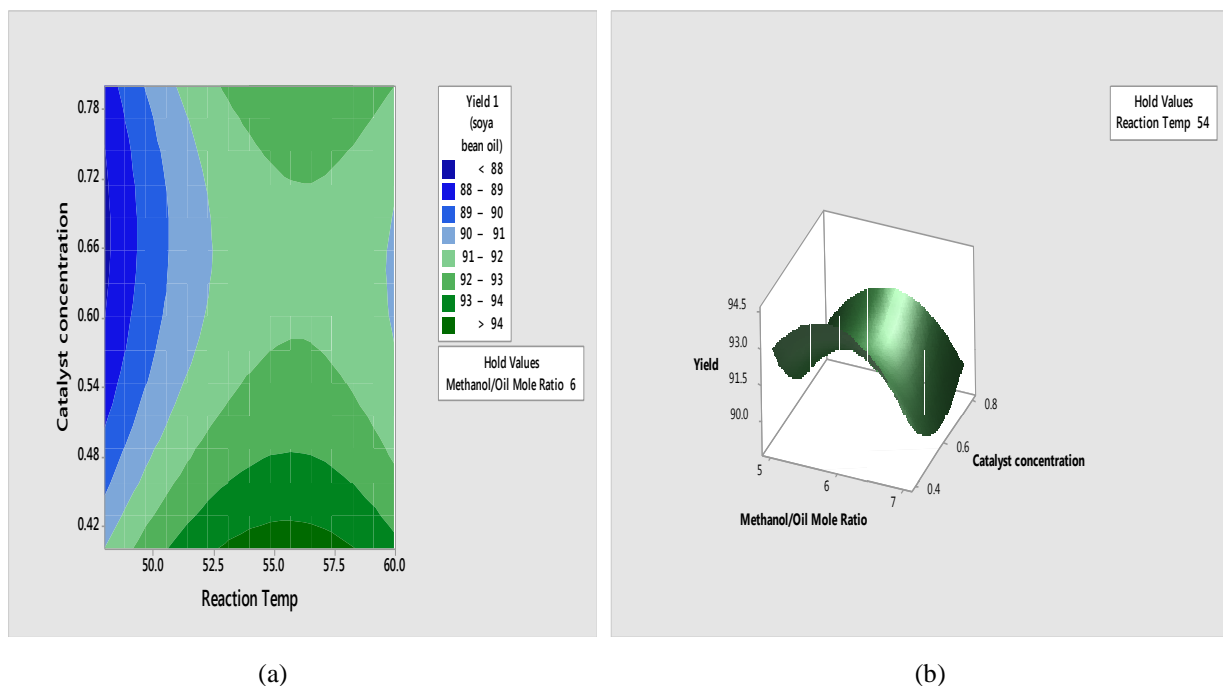 0.78
0.72
0.66
0.60
0.54
0.48
0.42
Catalyst concentration
50.0 52.5 55.0 57.5 60.0
Reaction Temp
Yield 1
(soya
bean oil)
< 88
88 – 89
89 – 90
90 – 91
91 – 92
92 – 93
93 – 94
> 94
Hold Values
Methanol/Oil Mole Ratio 6
(a)
Hold Values
Reaction Temp 54
94.5
93.0
91.5
90.0
Yield
5
6
7
Methanol/Oil Mole Ratio
0.8
0.6
0.4
Catalyst concentration
(b)